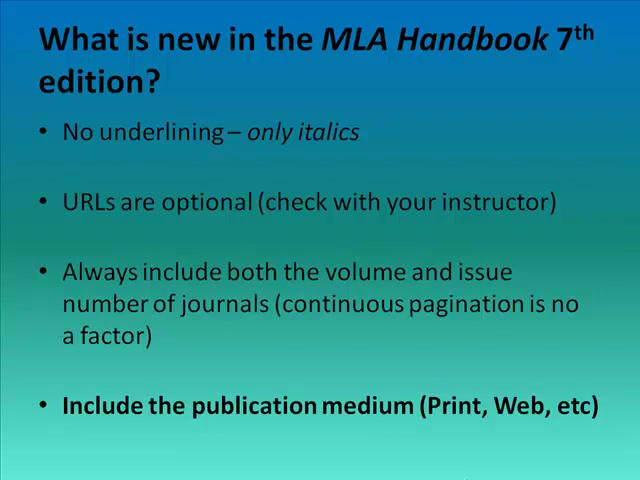 What is new in the MLA Handbook 7th
edition?
• No underlining – only italics
• URLs are optional (check with your instructor)
• Always include both the volume and issue
number of journals (continuous pagination is no
a factor)
• Include the publication medium (Print, Web, etc)